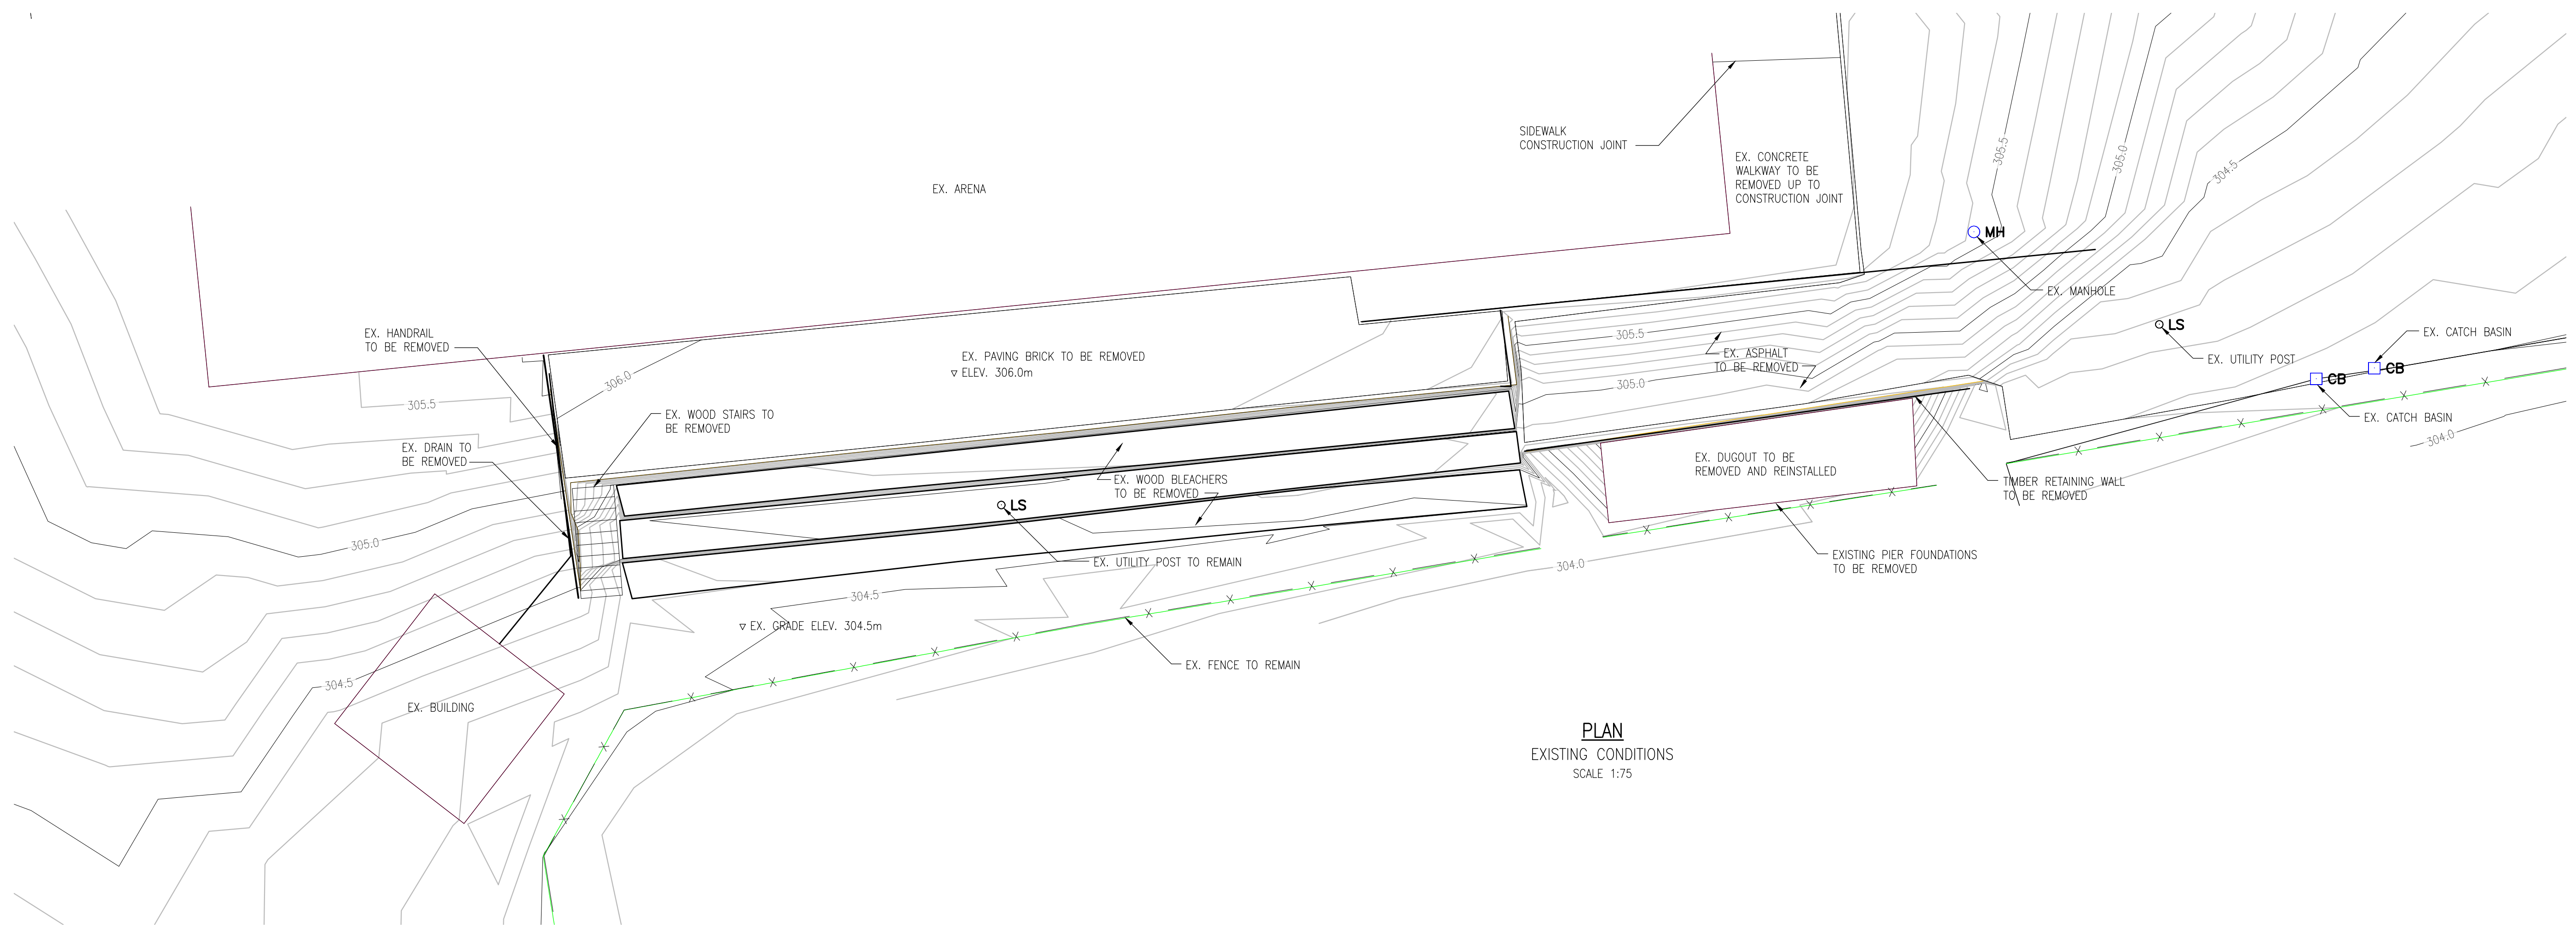 SIDEWALK
CONSTRUCTION JOINT
EX. CONCRETE
WALKWAY TO BE
REMOVED UP TO
CONSTRUCTION JOINT
305.5
305.0
304.5
EX. ARENA
MH
EX. MANHOLE
LS
EX. UTILITY POST
EX. CATCH BASIN
CB
CB
EX. CATCH BASIN
304.0
EX. HANDRAIL
TO BE REMOVED
306.0
305.5
EX. PAVING BRICK TO BE REMOVED
ELEV. 306.0m
305.5
EX. ASPHALT
TO BE REMOVED
305.0
EX. WOOD STAIRS TO
BE REMOVED
EX. DRAIN TO
BE REMOVED
EX. WOOD BLEACHERS
TO BE REMOVED
EX. DUGOUT TO BE
REMOVED AND REINSTALLED
TIMBER RETAINING WALL
TO BE REMOVED
LS
305.0
EX. UTILITY POST TO REMAIN
304.0
EXISTING PIER FOUNDATIONS
TO BE REMOVED
304.5
EX. GRADE ELEV. 304.5m
EX. FENCE TO REMAIN
304.5
EX. BUILDING
PLAN
EXISTING CONDITIONS
SCALE 1:75